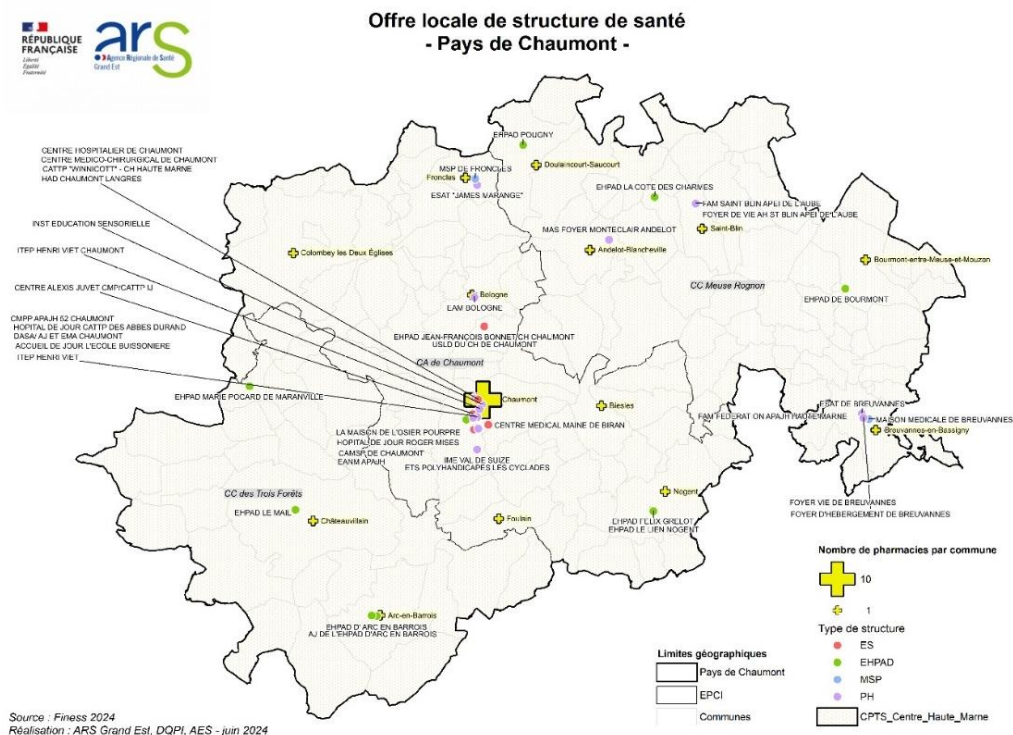 Offre locale de structure de santé
- Pays de Chaumont -
RÉPUBLIQUE
FRANÇAISE
Liberté
Égalité
Fraternité
ars
Agence Régionale de Santé
Grand Est
CENTRE HOSPITALIER DE CHAUMONT
CENTRE MEDICO-CHIRURGICAL DE CHAUMONT
CATTP "WINNICOTT" - CH HAUTE MARNE
HAD CHAUMONT LANGRES
INST EDUCATION SENSORIELLE
ITEP HENRI VIET CHAUMONT
CENTRE ALEXIS JUVET CMP/CATTP IJ
CMPP APAJH 52 CHAUMONT
HOPITAL DE JOUR CATTP DES ABBES DURAND
ACCUEIL DE JOUR L'ECOLE BUISSONIERE
ITEP HENRI VIET
EHPAD POUGNY
Doulaincourt-Saucourt
MSP DE FRONCLES
Froncles
ESAT "JAMES MARANGE"
EHPAD LA COTE DES CHARMES
FAM SAINT BLIN APEI DE L'AUBE
FOYER DE VIE AH ST BLIN APEI DE L'AUBE
MAS FOYER MONTECLAIR ANDELOT
Saint-Blin
Andelot-Blancheville
Colombey les Deux Églises
Bourmont-entre-Meuse-et-Mouzon
CC Meuse Rognon
EHPAD DE BOURMONT
Bologne
EAM BOLOGNE
EHPAD JEAN-FRANÇOIS BONNET/CH CHAUMONT
USLD DU CH DE CHAUMONT
CA de Chaumont
EHPAD MARIE POCARD DE MARANVILLE
Chaumont
Biesles
ESAT DE BREUVANNES
FAM FEDERATION APAJH HAUTE MARNE
MAISON MEDICALE DE BREUVANNES
Breuvannes-en-Bassigny
CENTRE MEDICAL MAINE DE BIRAN
LA MAISON DE L'OSIER POURPRE
HOPITAL DE JOUR ROGER MISES
CAMSP DE CHAUMONT
EANM APAJH
IME VAL DE SUIZE
ETS POLYHANDICAPES LES CYCLADES
CC des Trois Forêts
EHPAD LE MAIL
Châteauvillain
Foulain
Nogent
EHPAD FELIX GRELOT
EHPAD LE LIEN NOGENT
FOYER VIE DE BREUVANNES
FOYER D'HEBERGEMENT DE BREUVANNES
Arc-en-Barrois
EHPAD D'ARC EN BARROIS
AJ DE L'EHPAD D'ARC EN BARROIS
Nombre de pharmacies par commune
10
1
Type de structure
ES
EHPAD
MSP
PH
CPTS_Centre_Haute_Marne
Limites géographiques
Pays de Chaumont
EPCI
Communes
Source : Finess 2024
Réalisation : ARS Grand Est, DQPI, AES - juin 2024